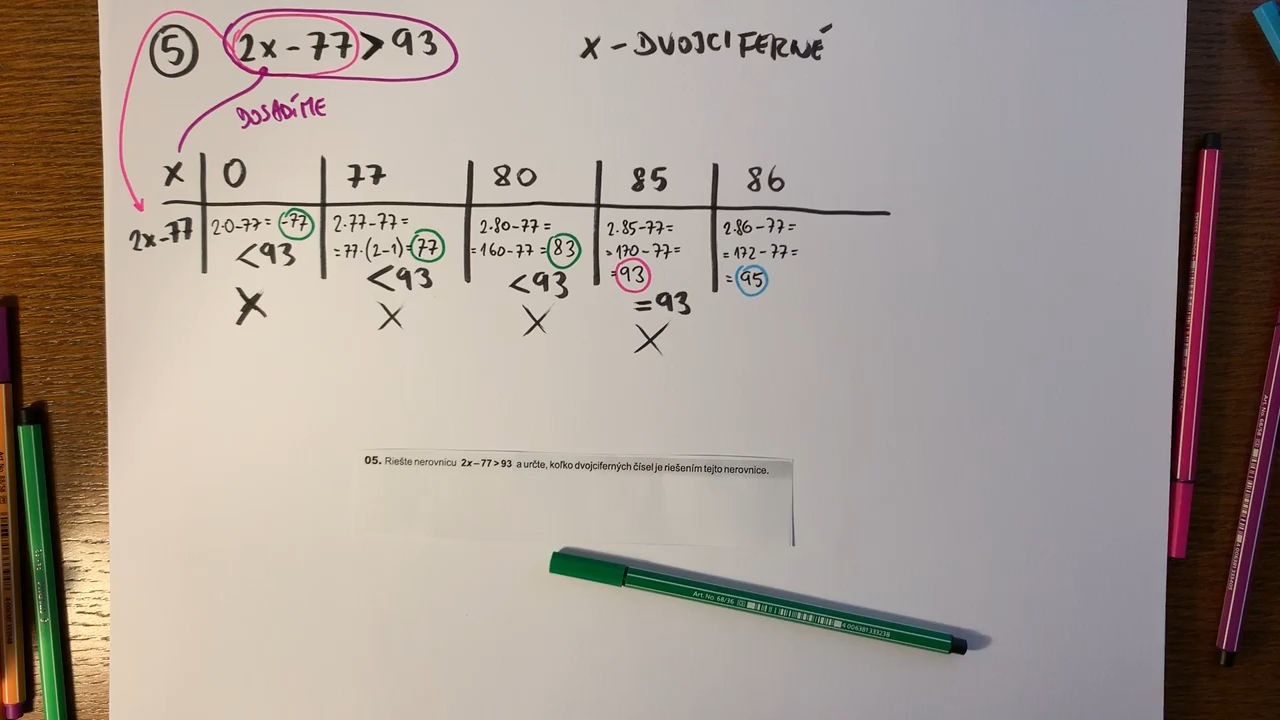 5 2x-77>93 x - DVOJCIFERNÉ
DOSADÍME
x 0 77 80 85 86
2x-77 2·0-77= -77 2·77-77= 2·80-77= 2·85-77= 2·86-77=
<93 =77·(2-1)=77 =160-77=83 =170-77= =172-77=
<93 <93 =93 =95
=93
X X X X
05. Riešte nerovnicu 2x–77>93 a určte, koľko dvojciferných čísel je riešením tejto nerovnice.
Art. No 68/36
4 006381 333238